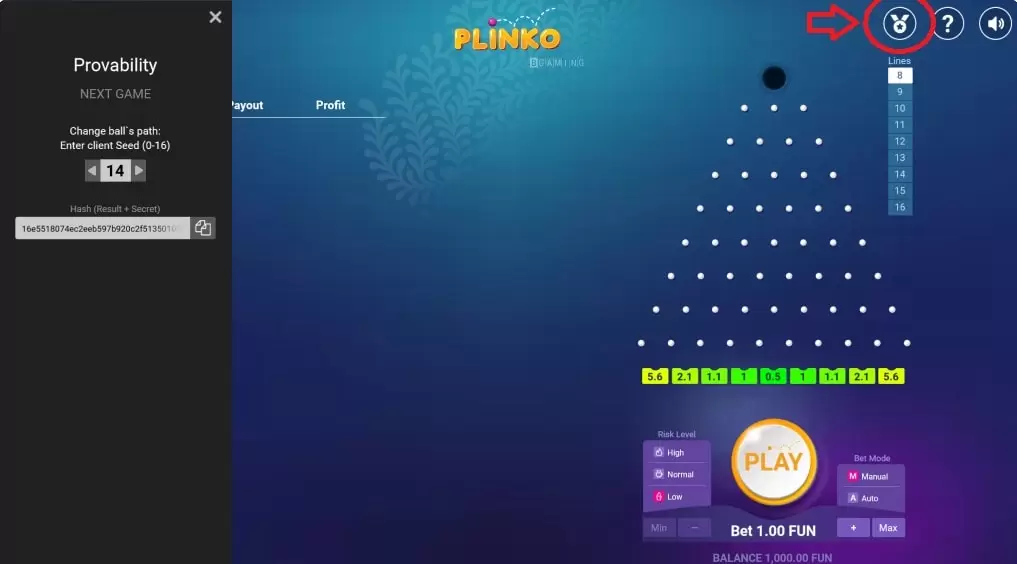 Provability
NEXT GAME
Change ball`s path:
Enter client Seed (0-16)
14
Hash (Result + Secret)
16e5518074ec2eeb597b920c2f513501
PLINKO
BGAMING
?
Payout
Profit
Lines
8
9
10
11
12
13
14
15
16
5.6 2.1 1.1 1 0.5 1 1.1 2.1 5.6
Risk Level
High
Normal
Low
PLAY
Bet Mode
M Manual
A Auto
Min − Bet 1.00 FUN + Max
BALANCE 1,000.00 FUN